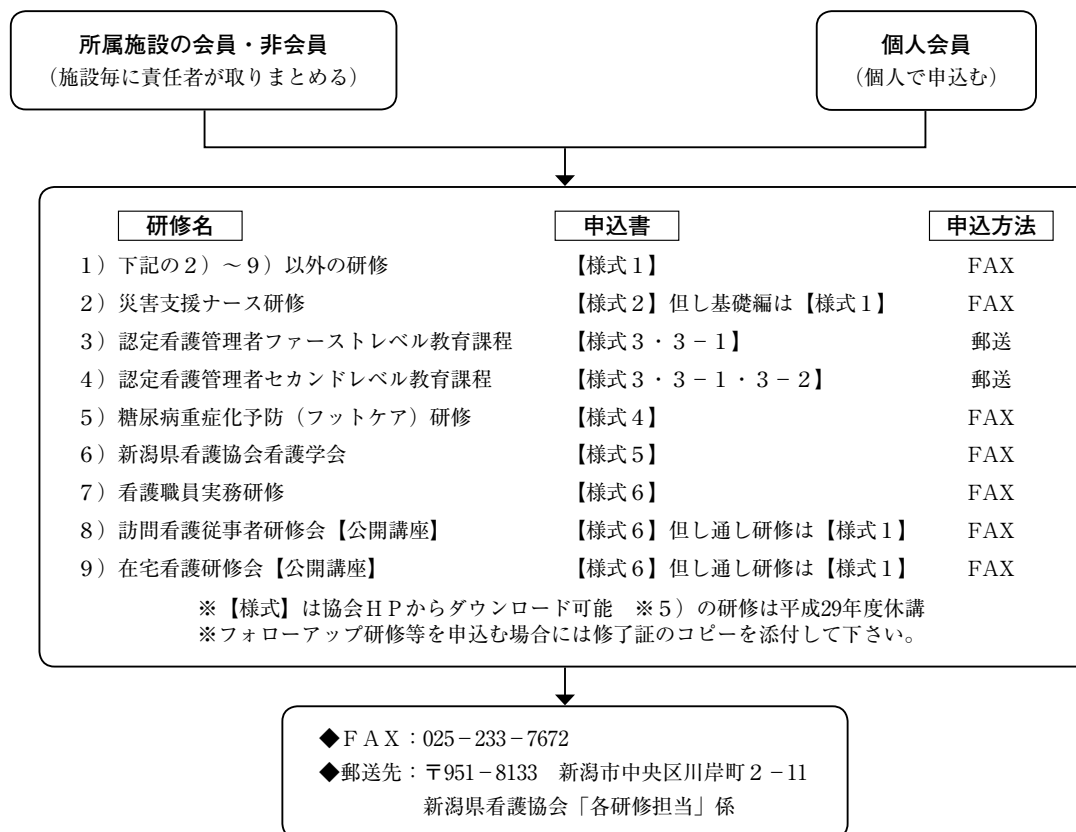 所属施設の会員・非会員
（施設毎に責任者が取りまとめる）
個人会員
（個人で申込む）
研修名 申込書 申込方法
１）下記の２）～９）以外の研修 【様式１】 FAX
２）災害支援ナース研修 【様式２】但し基礎編は【様式１】 FAX
３）認定看護管理者ファーストレベル教育課程 【様式３・３−１】 郵送
４）認定看護管理者セカンドレベル教育課程 【様式３・３−１・３−２】 郵送
５）糖尿病重症化予防（フットケア）研修 【様式４】 FAX
６）新潟県看護協会看護学会 【様式５】 FAX
７）看護職員実務研修 【様式６】 FAX
８）訪問看護従事者研修会【公開講座】 【様式６】但し通し研修は【様式１】 FAX
９）在宅看護研修会【公開講座】 【様式６】但し通し研修は【様式１】 FAX
※【様式】は協会ＨＰからダウンロード可能　※５）の研修は平成29年度休講
※フォローアップ研修等を申込む場合には修了証のコピーを添付して下さい。
◆ＦＡＸ：025−233−7672
◆郵送先：〒951−8133　新潟市中央区川岸町２−11
新潟県看護協会「各研修担当」係